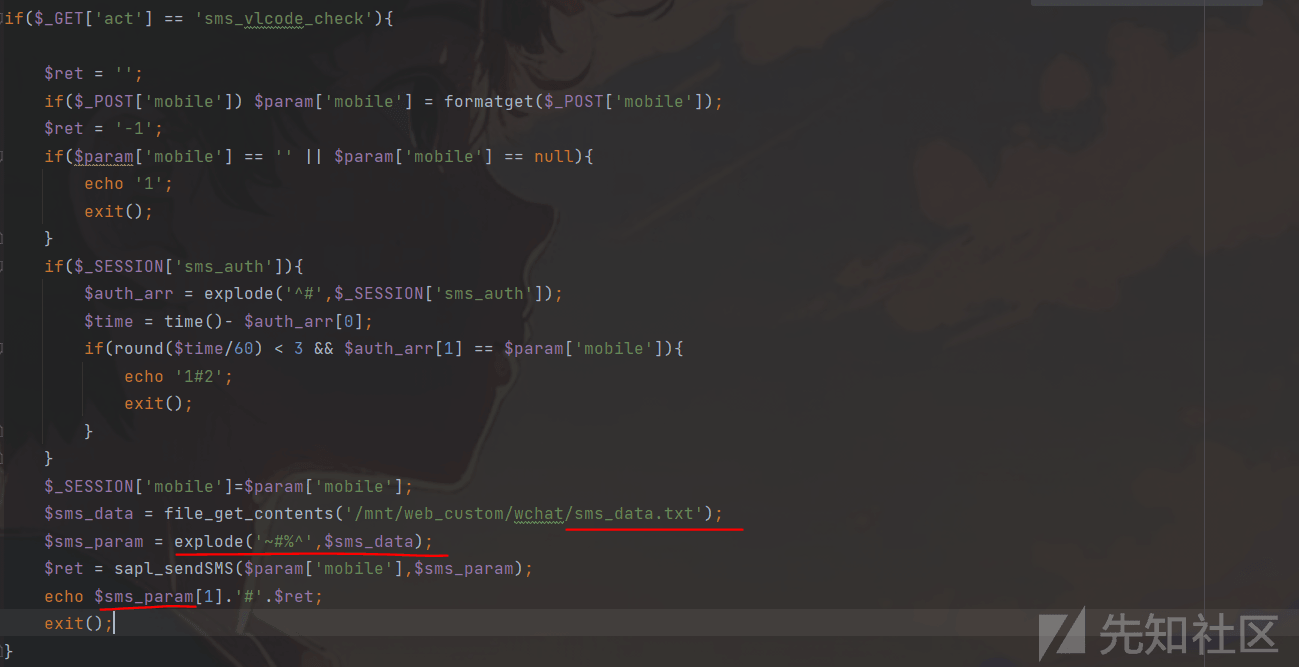 if($_GET['act'] == 'sms_vlcode_check'){
$ret = '';
if($_POST['mobile']) $param['mobile'] = formatget($_POST['mobile']);
$ret = '-1';
if($param['mobile'] == '' || $param['mobile'] == null){
echo '1';
exit();
}
if($_SESSION['sms_auth']){
$auth_arr = explode('^#',$_SESSION['sms_auth']);
$time = time()- $auth_arr[0];
if(round($time/60) < 3 && $auth_arr[1] == $param['mobile']){
echo '1#2';
exit();
}
}
$_SESSION['mobile']=$param['mobile'];
$sms_data = file_get_contents('/mnt/web_custom/wchat/sms_data.txt');
$sms_param = explode('~#%^',$sms_data);
$ret = sapl_sendSMS($param['mobile'],$sms_param);
echo $sms_param[1].'#'.$ret;
exit();
}
先知社区